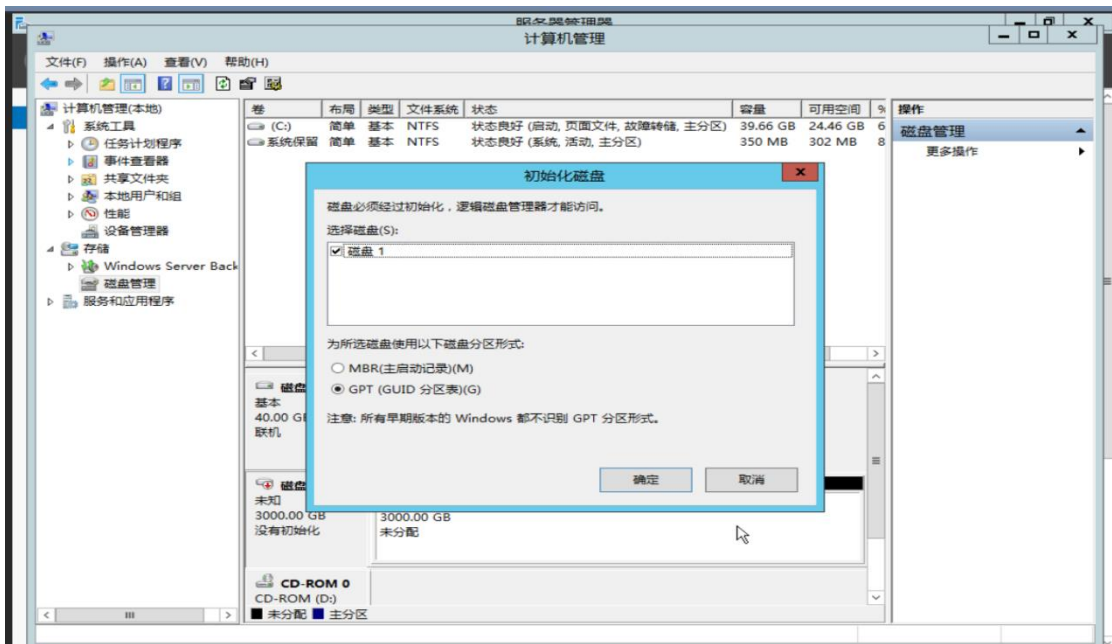 服务器管理器
计算机管理
文件(F) 操作(A) 查看(V) 帮助(H)
计算机管理(本地)
系统工具
任务计划程序
事件查看器
共享文件夹
本地用户和组
性能
设备管理器
存储
Windows Server Back
磁盘管理
服务和应用程序
卷 布局 类型 文件系统 状态 容量 可用空间 %
(C:) 简单 基本 NTFS 状态良好 (启动, 页面文件, 故障转储, 主分区) 39.66 GB 24.46 GB 6
系统保留 简单 基本 NTFS 状态良好 (系统, 活动, 主分区) 350 MB 302 MB 8
操作
磁盘管理
更多操作
初始化磁盘
磁盘必须经过初始化，逻辑磁盘管理器才能访问。
选择磁盘(S):
磁盘 1
为所选磁盘使用以下磁盘分区形式:
MBR(主启动记录)(M)
GPT (GUID 分区表)(G)
注意: 所有早期版本的 Windows 都不识别 GPT 分区形式。
确定 取消
磁盘
基本
40.00 G
联机
磁盘
未知
3000.00 GB
没有初始化
3000.00 GB
未分配
CD-ROM 0
CD-ROM (D:)
未分配 主分区